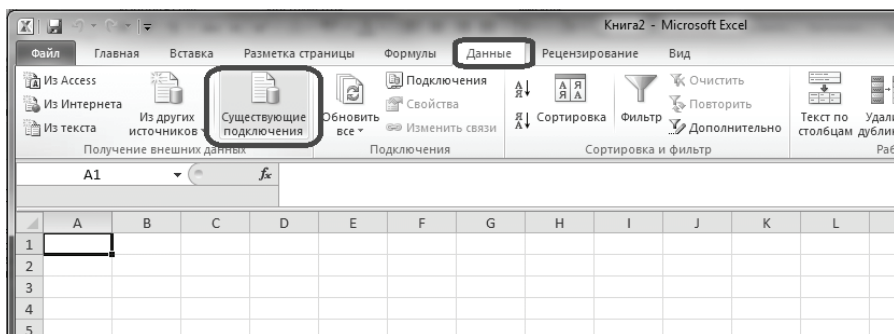 Книга2 - Microsoft Excel
Файл Главная Вставка Разметка страницы Формулы Данные Рецензирование Вид
Из Access
Из Интернета
Из текста
Из других источников
Существующие подключения
Получение внешних данных
Обновить все
Подключения
Свойства
Изменить связи
Подключения
А Я
Я А
Сортировка
Фильтр
Очистить
Повторить
Дополнительно
Сортировка и фильтр
Текст по столбцам
A1
fx
A B C D E F G H I J K L
1
2
3
4
5